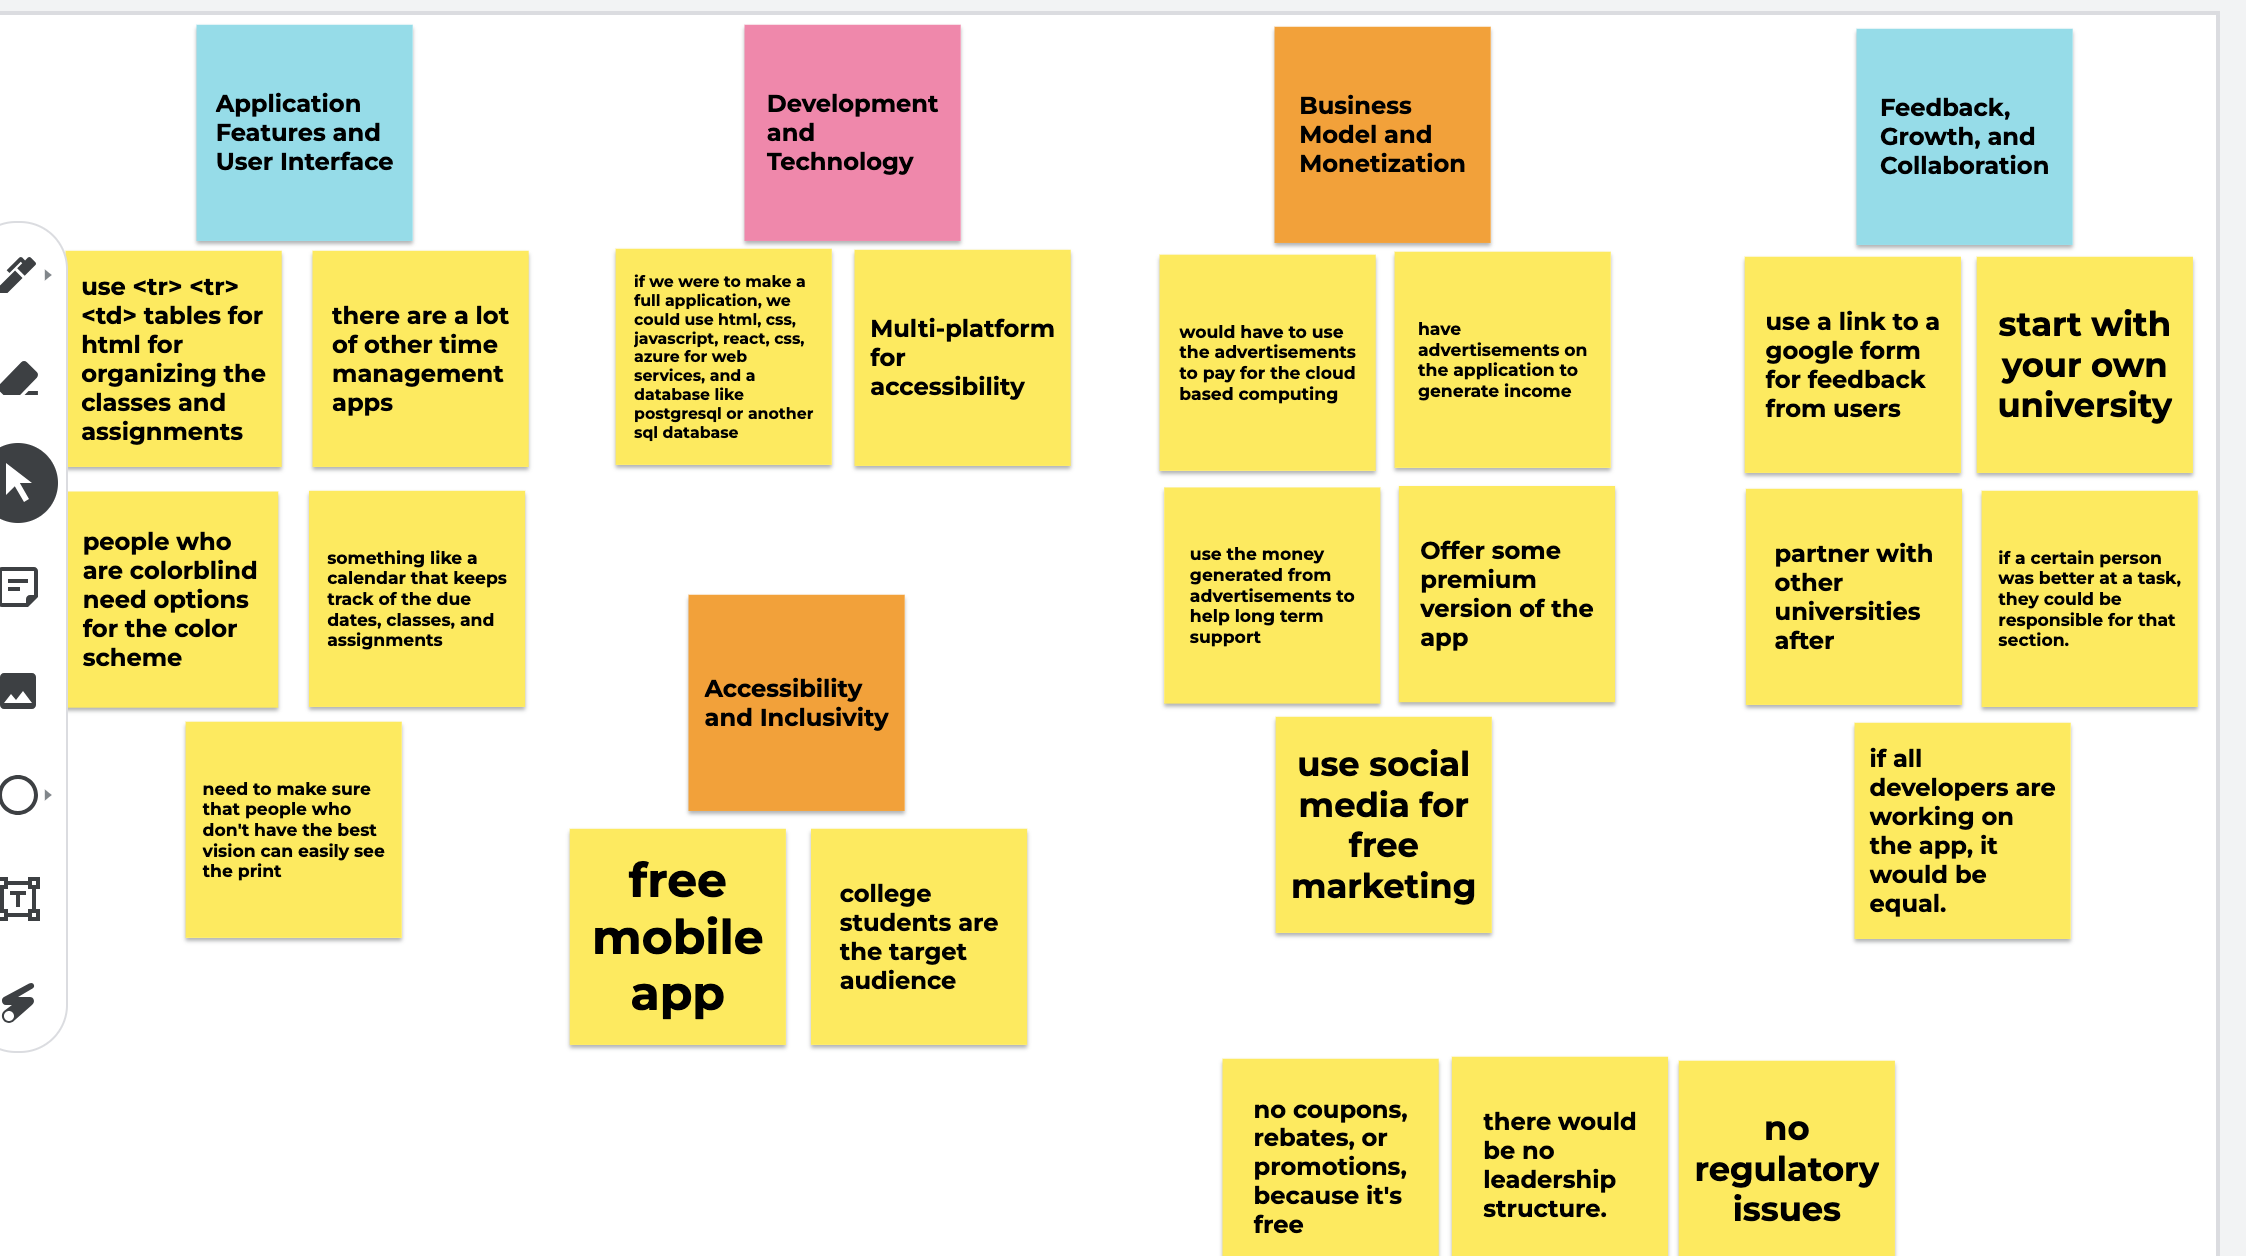 Application
Features and
User Interface
use <tr> <tr>
<td> tables for
html for
organizing the
classes and
assignments
there are a lot
of other time
management
apps
people who
are colorblind
need options
for the color
scheme
something like a
calendar that keeps
track of the due
dates, classes, and
assignments
need to make sure
that people who
don't have the best
vision can easily see
the print
Development
and
Technology
if we were to make a
full application, we
could use html, css,
javascript, react, css,
azure for web
services, and a
database like
postgresql or another
sql database
Multi-platform
for
accessibility
Accessibility
and Inclusivity
free
mobile
app
college
students are
the target
audience
Business
Model and
Monetization
would have to use
the advertisements
to pay for the cloud
based computing
have
advertisements on
the application to
generate income
use the money
generated from
advertisements to
help long term
support
Offer some
premium
version of the
app
use social
media for
free
marketing
Feedback,
Growth, and
Collaboration
use a link to a
google form
for feedback
from users
start with
your own
university
partner with
other
universities
after
if a certain person
was better at a task,
they could be
responsible for that
section.
if all
developers are
working on
the app, it
would be
equal.
no coupons,
rebates, or
promotions,
because it's
free
there would
be no
leadership
structure.
no
regulatory
issues